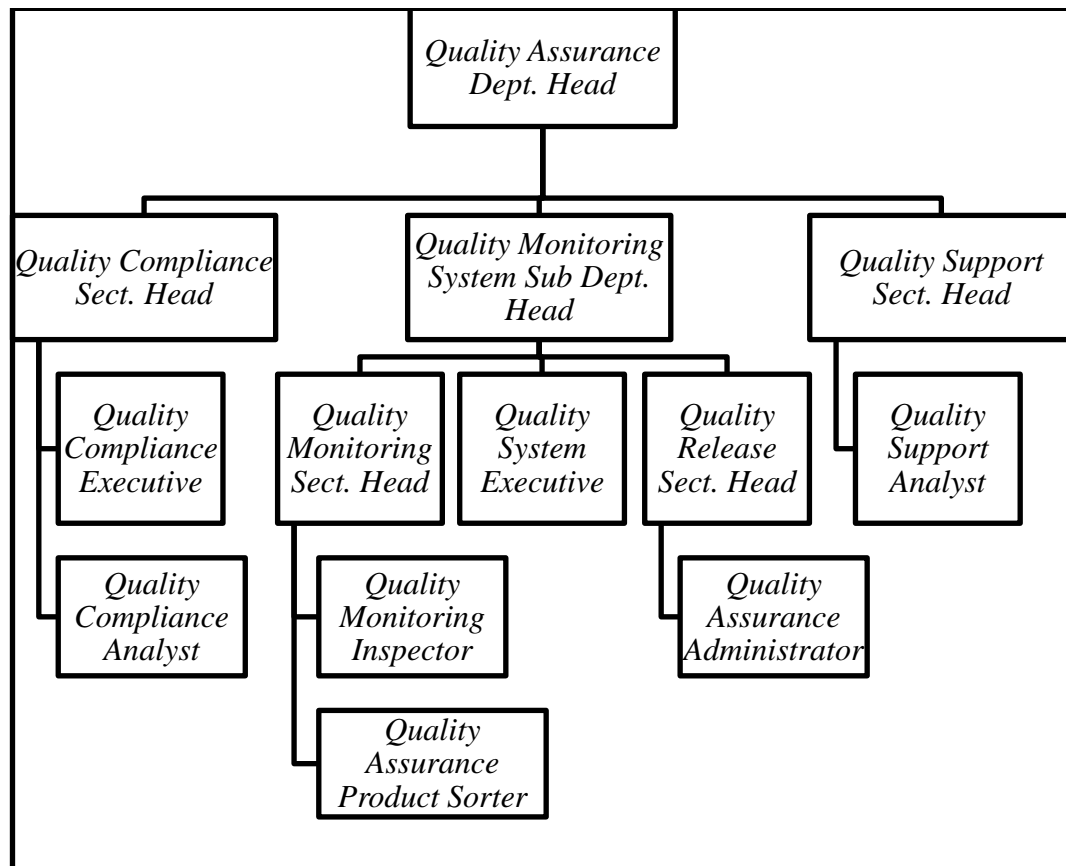 Quality Assurance
Dept. Head
Quality Compliance
Sect. Head
Quality Monitoring
System Sub Dept.
Head
Quality Support
Sect. Head
Quality
Compliance
Executive
Quality
Monitoring
Sect. Head
Quality
System
Executive
Quality
Release
Sect. Head
Quality
Support
Analyst
Quality
Compliance
Analyst
Quality
Monitoring
Inspector
Quality
Assurance
Administrator
Quality
Assurance
Product Sorter